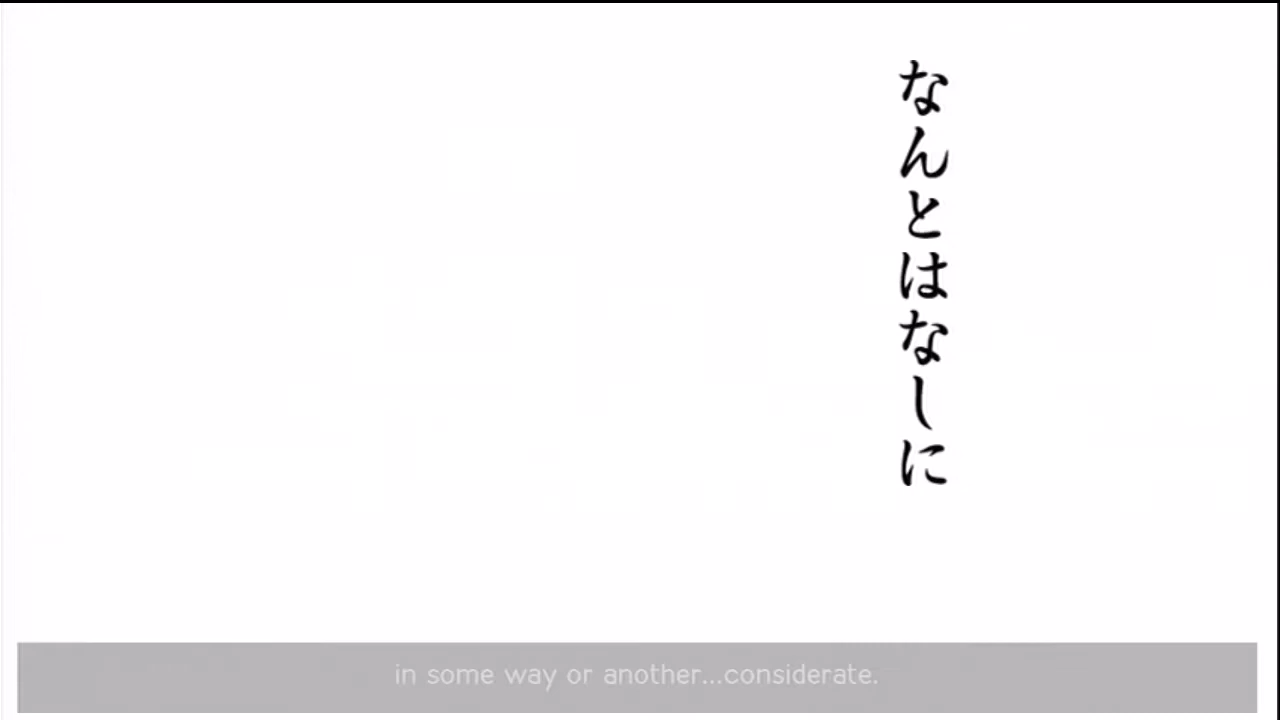 なんとはなしに
in some way or another...considerate.